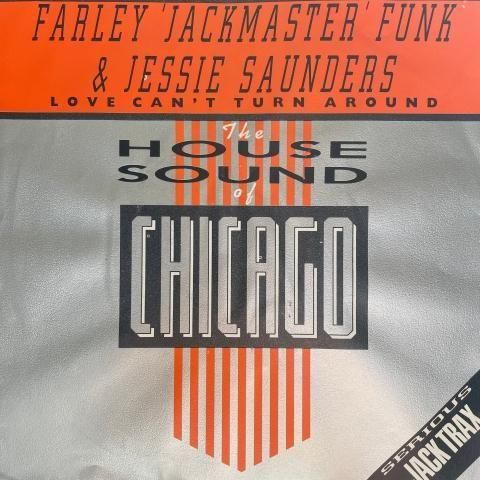 FARLEY 'JACKMASTER' FUNK
& JESSIE SAUNDERS
LOVE CAN'T TURN AROUND
The
HOUSE
SOUND
of
CHICAGO
SERIOUS
JACK TRAX